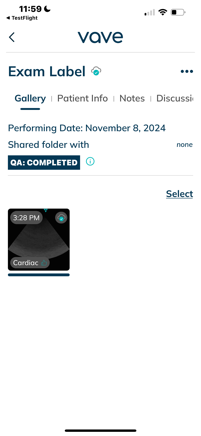 11:59
TestFlight
vave
Exam Label
Gallery
Patient Info
Notes
Discussi
Performing Date: November 8, 2024
Shared folder with
none
QA: COMPLETED
Select
3:28 PM
Cardiac